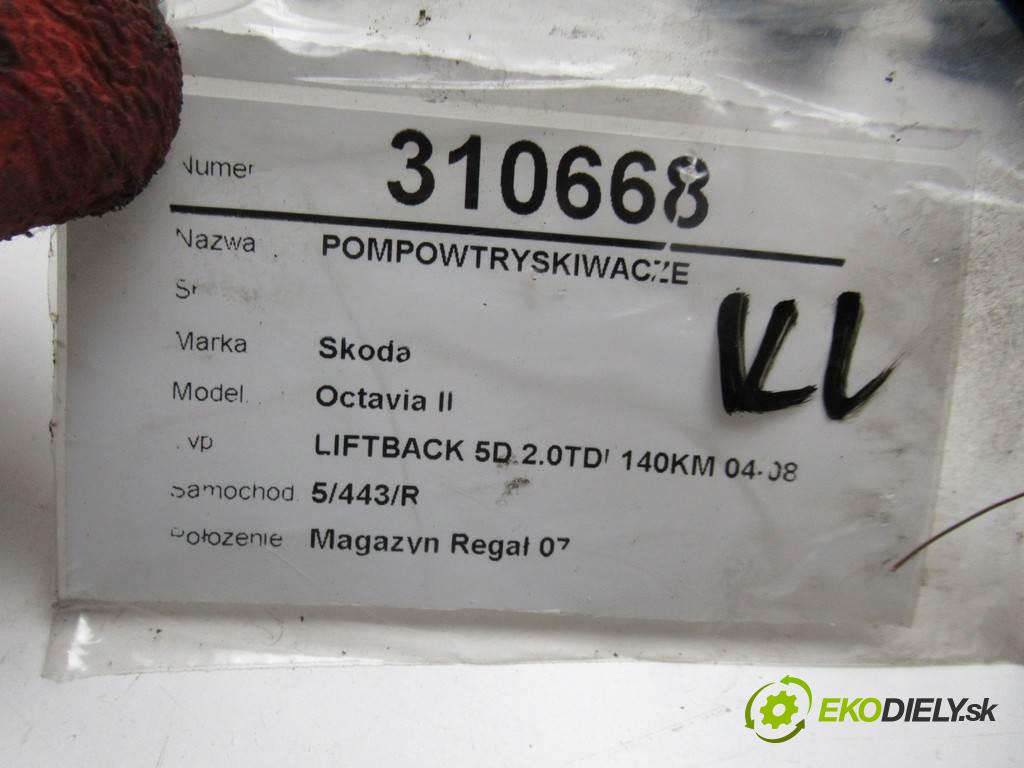 Numer 310668
Nazwa POMPOWTRYSKIWACZE
Marka Skoda
Model Octavia II
Typ LIFTBACK 5D 2.0TDI 140KM 04-08
Samochod 5/443/R
Położenie Magazyn Regał 07
EKODIELY.sk